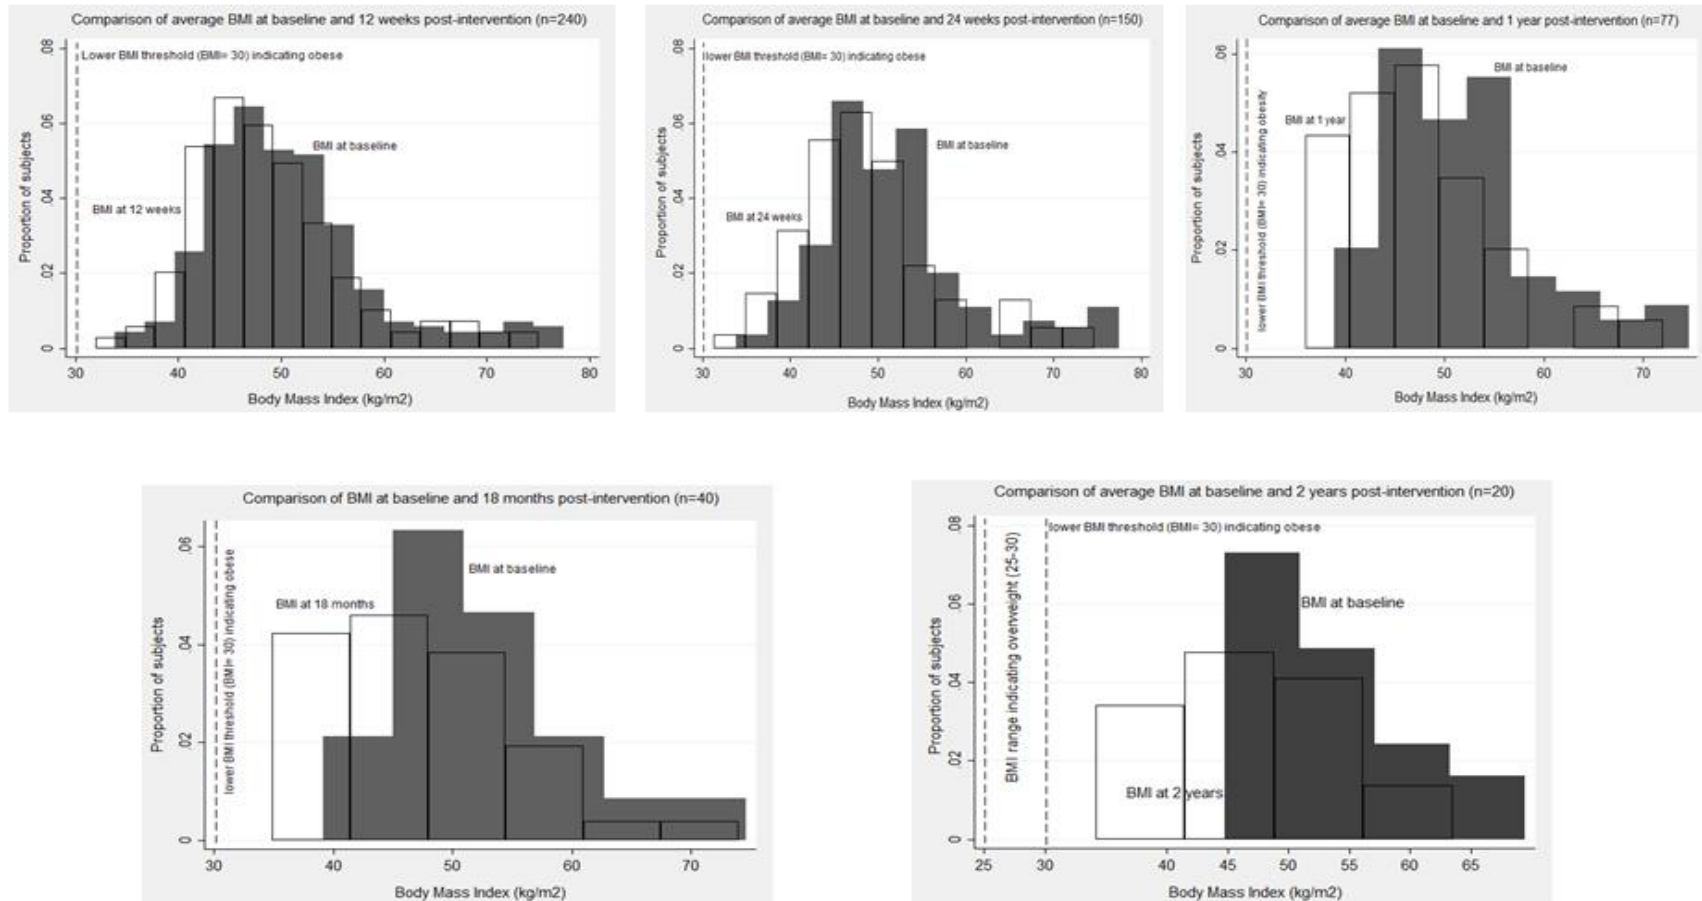 Comparison of average BMI at baseline and 12 weeks post-intervention (n=240)
Lower BMI threshold (BMI= 30) indicating obese
BMI at baseline
BMI at 12 weeks
Proportion of subjects
0 .02 .04 .06 .08
30 40 50 60 70 80
Body Mass Index (kg/m2)
Comparison of average BMI at baseline and 24 weeks post-intervention (n=150)
lower BMI threshold (BMI= 30) indicating obese
BMI at baseline
BMI at 24 weeks
Proportion of subjects
0 .02 .04 .06 .08
30 40 50 60 70 80
Body Mass Index (kg/m2)
Comparison of average BMI at baseline and 1 year post-intervention (n=77)
BMI at baseline
BMI at 1 year
lower BMI threshold (BMI= 30) indicating obesity
Proportion of subjects
0 .02 .04 .06
30 40 50 60 70
Body Mass Index (kg/m2)
Comparison of BMI at baseline and 18 months post-intervention (n=40)
BMI at baseline
BMI at 18 months
lower BMI threshold (BMI= 30) indicating obese
Proportion of subjects
0 .02 .04 .06
30 40 50 60 70
Body Mass Index (kg/m2)
Comparison of average BMI at baseline and 2 years post-intervention (n=20)
lower BMI threshold (BMI= 30) indicating obese
BMI range indicating overweight (25-30)
BMI at baseline
BMI at 2 years
Proportion of subjects
0 .02 .04 .06 .08
25 30 40 45 50 55 60 65
Body Mass Index (kg/m2)